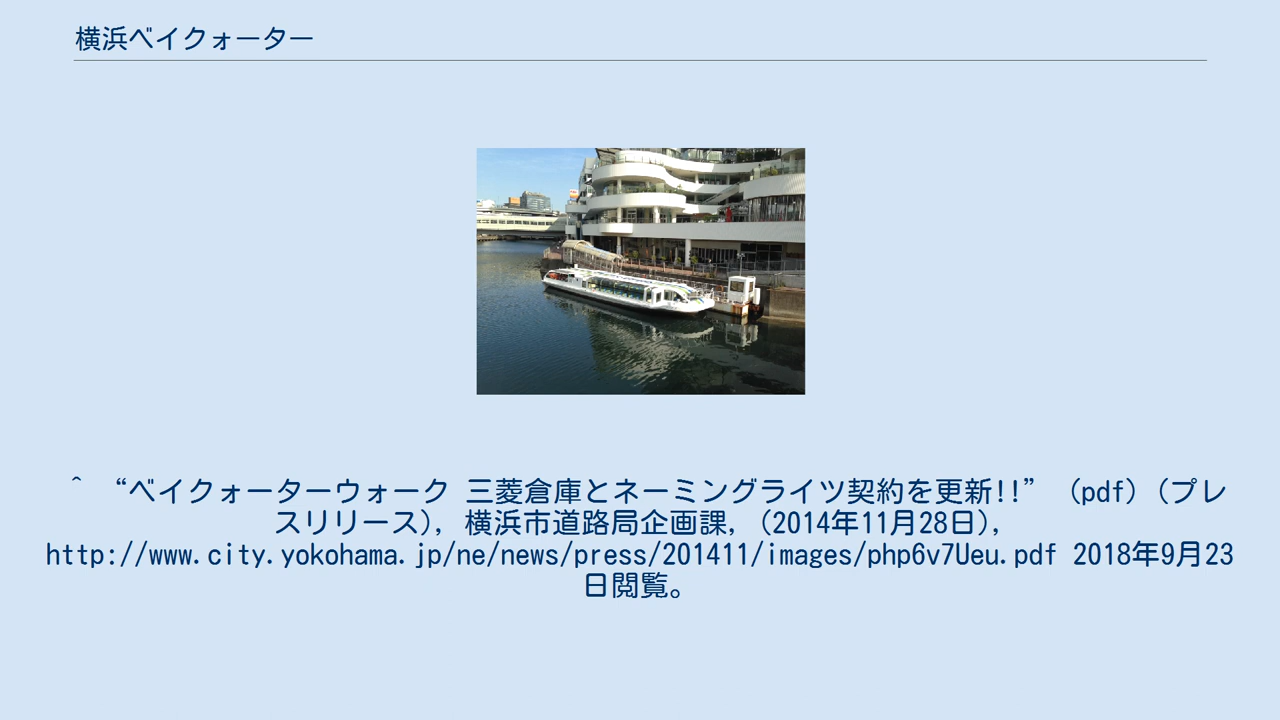 横浜ベイクォーター
^ “ベイクォーターウォーク 三菱倉庫とネーミングライツ契約を更新!!” (pdf) (プレ
スリリース), 横浜市道路局企画課, (2014年11月28日),
http://www.city.yokohama.jp/ne/news/press/201411/images/php6v7Ueu.pdf 2018年9月23
日閲覧。